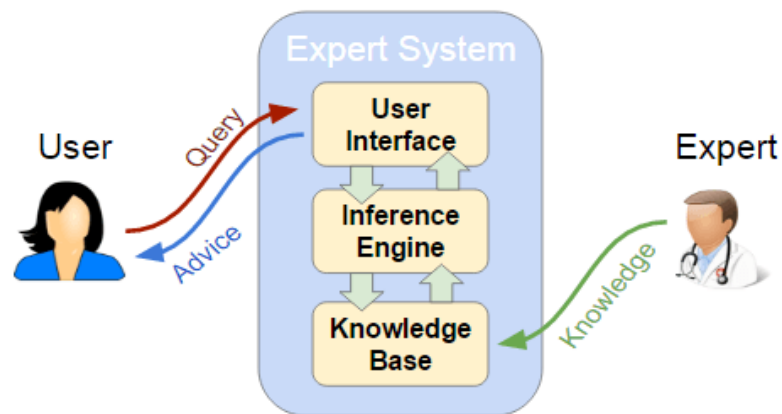 Expert System
User
Interface
Query
Advice
User
Expert
Inference
Engine
Knowledge
Knowledge
Base